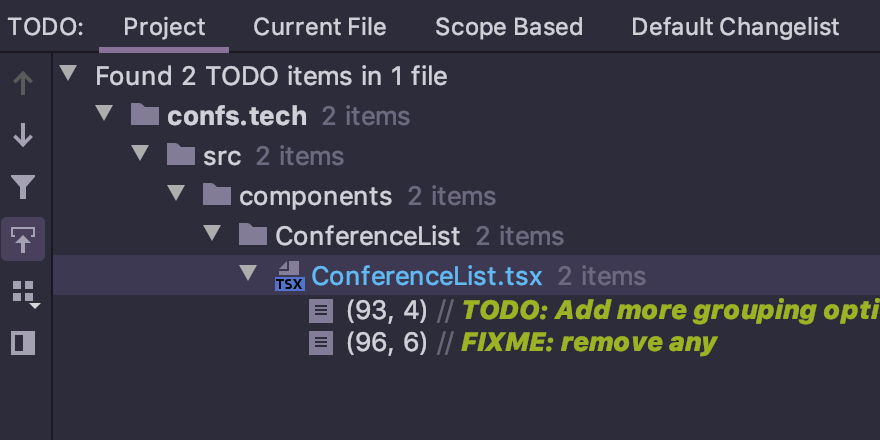 TODO: Project Current File Scope Based Default Changelist
Found 2 TODO items in 1 file
confs.tech 2 items
src 2 items
components 2 items
ConferenceList 2 items
TSX ConferenceList.tsx 2 items
(93, 4) // TODO: Add more grouping opti
(96, 6) // FIXME: remove any